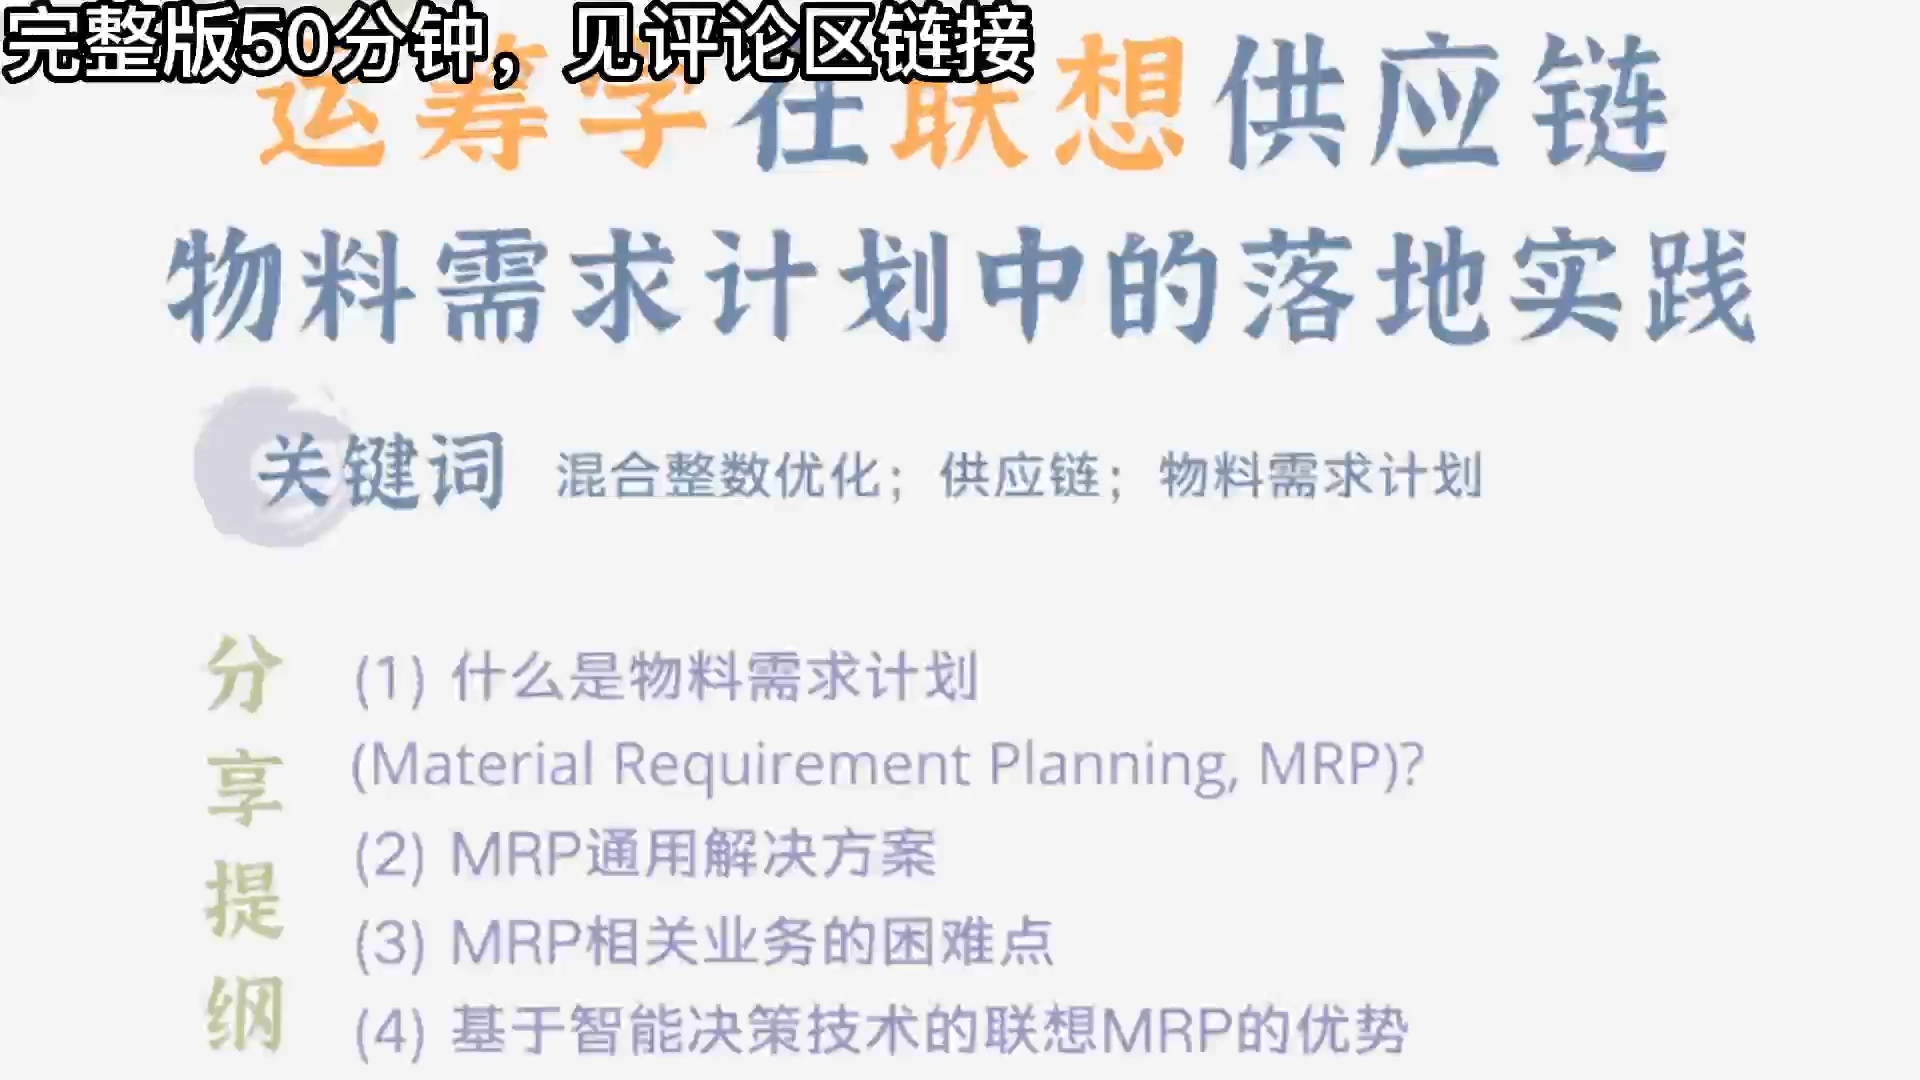 完整版50分钟，见评论区链接
运筹学在联想供应链
物料需求计划中的落地实践
关键词 混合整数优化；供应链；物料需求计划
分享提纲
(1) 什么是物料需求计划
(Material Requirement Planning, MRP)?
(2) MRP通用解决方案
(3) MRP相关业务的困难点
(4) 基于智能决策技术的联想MRP的优势